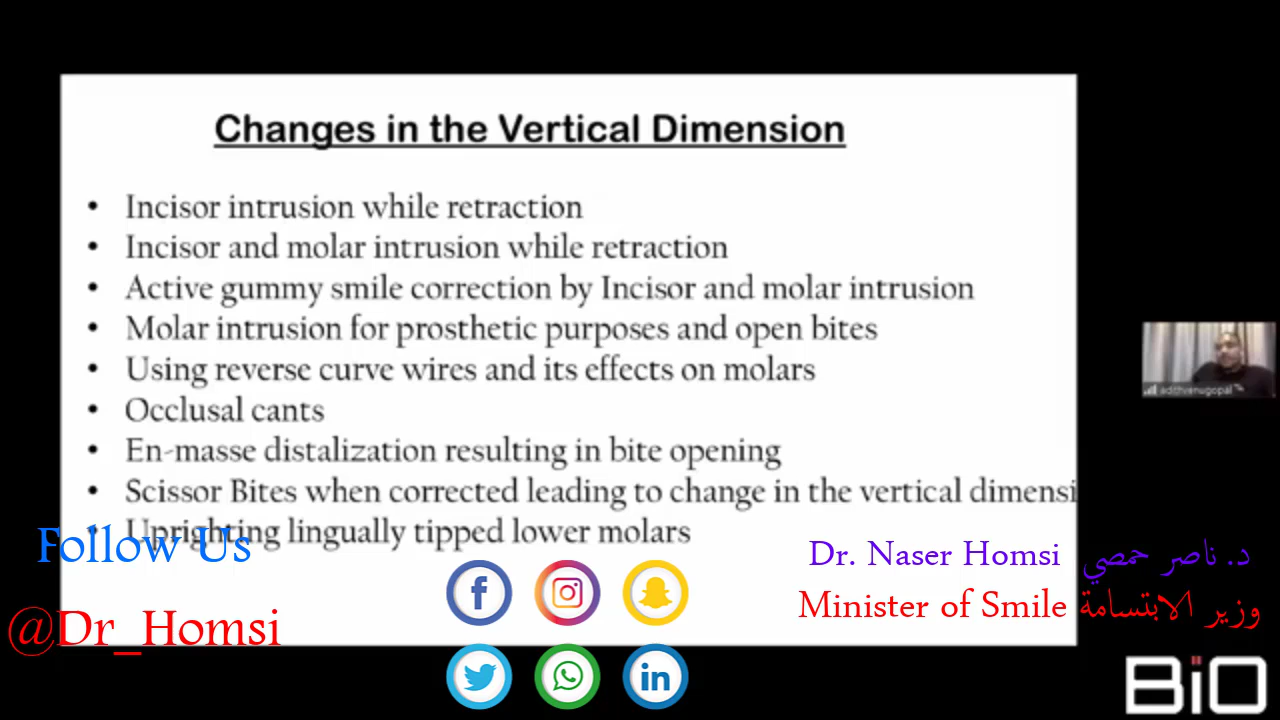 Changes in the Vertical Dimension
• Incisor intrusion while retraction
• Incisor and molar intrusion while retraction
• Active gummy smile correction by Incisor and molar intrusion
• Molar intrusion for prosthetic purposes and open bites
• Using reverse curve wires and its effects on molars
• Occlusal cants
• En-masse distalization resulting in bite opening
• Scissor Bites when corrected leading to change in the vertical dimensi
• Uprighting lingually tipped lower molars
Follow Us
@Dr_Homsi
Dr. Naser Homsi د. ناصر حمصي
Minister of Smile وزير الابتسامة
adithvenugopal
BiO